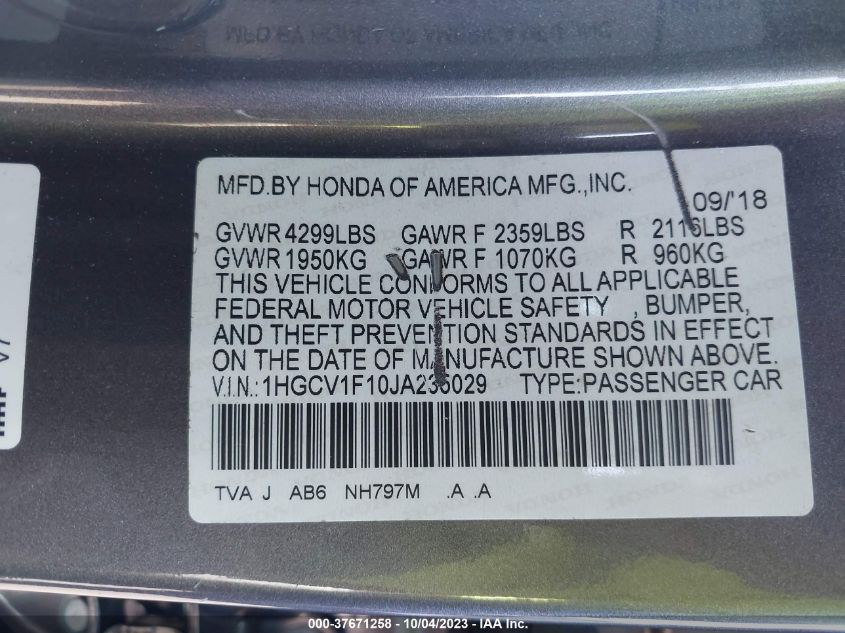 MFD.BY HONDA OF AMERICA MFG.,INC.
09/'18
GVWR 4299LBS GAWR F 2359LBS R 2116LBS
GVWR 1950KG GAWR F 1070KG R 960KG
THIS VEHICLE CONFORMS TO ALL APPLICABLE
FEDERAL MOTOR VEHICLE SAFETY , BUMPER,
AND THEFT PREVENTION STANDARDS IN EFFECT
ON THE DATE OF MANUFACTURE SHOWN ABOVE.
V.I.N.:1HGCV1F10JA235029 TYPE:PASSENGER CAR
TVA J AB6 NH797M .A .A
000-37671258 - 10/04/2023 - IAA Inc.